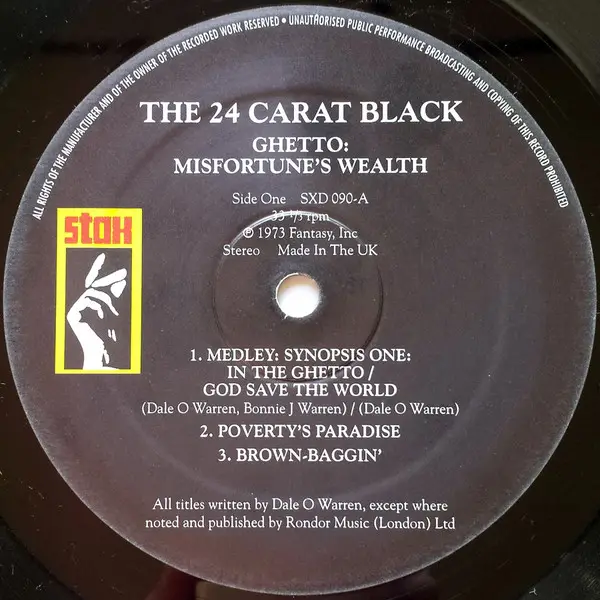 ALL RIGHTS OF THE MANUFACTURER AND OF THE OWNER OF THE RECORDED WORK RESERVED • UNAUTHORISED PUBLIC PERFORMANCE BROADCASTING AND COPYING OF THIS RECORD PROHIBITED
THE 24 CARAT BLACK
GHETTO:
MISFORTUNE'S WEALTH
Side One SXD 090-A
33 ⅓ rpm
℗ 1973 Fantasy, Inc
Stereo Made In The UK
stax
1. MEDLEY: SYNOPSIS ONE:
IN THE GHETTO /
GOD SAVE THE WORLD
(Dale O Warren, Bonnie J Warren) / (Dale O Warren)
2. POVERTY'S PARADISE
3. BROWN-BAGGIN'
All titles written by Dale O Warren, except where
noted and published by Rondor Music (London) Ltd